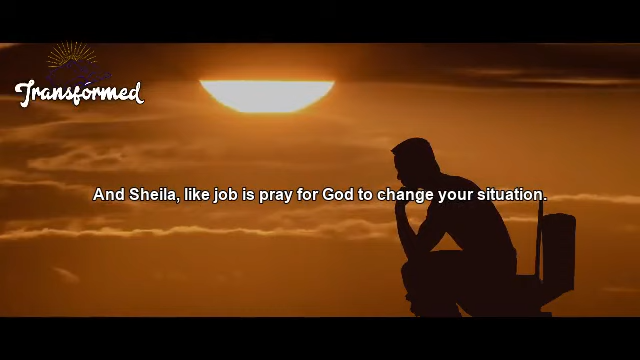 Transformed
And Sheila, like job is pray for God to change your situation.